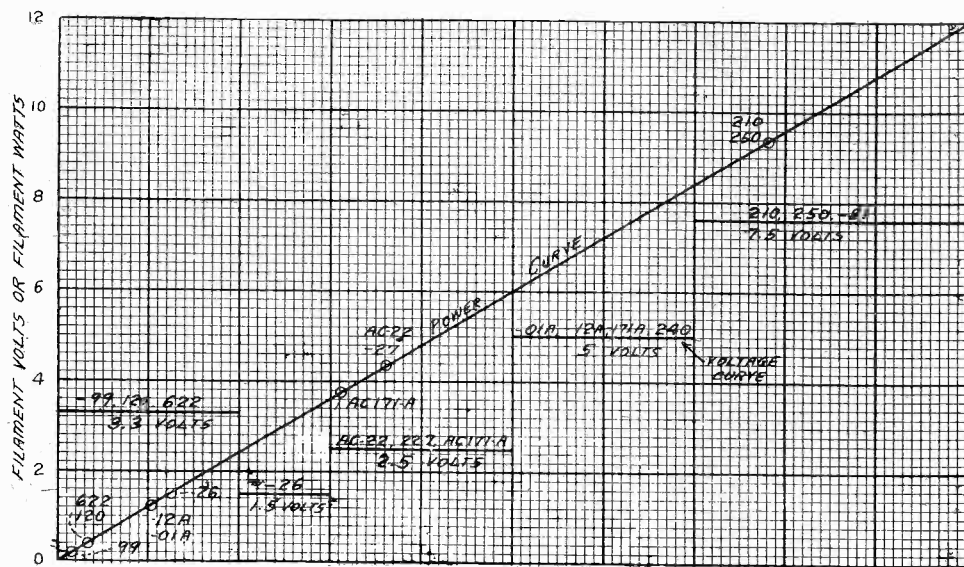 12
10
8
6
4
2
0
FILAMENT VOLTS OR FILAMENT WATTS
210
250
210, 250,
7.5 VOLTS
POWER CURVE
AC-22
-27
-01A, -12A, 171A, 240
5 VOLTS
VOLTAGE
CURVE
-99, 120, 622
3.3 VOLTS
AC171-A
AC-22, 227, AC171-A
2.5 VOLTS
-26
-26
1.5 VOLTS
622
120
-12A
-01A
-99